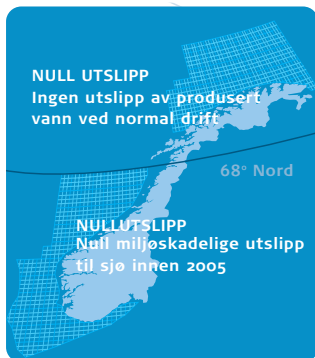 NULL UTSLIPP
Ingen utslipp av produsert
vann ved normal drift
68° Nord
NULLUTSLIPP
Null miljøskadelige utslipp
til sjø innen 2005